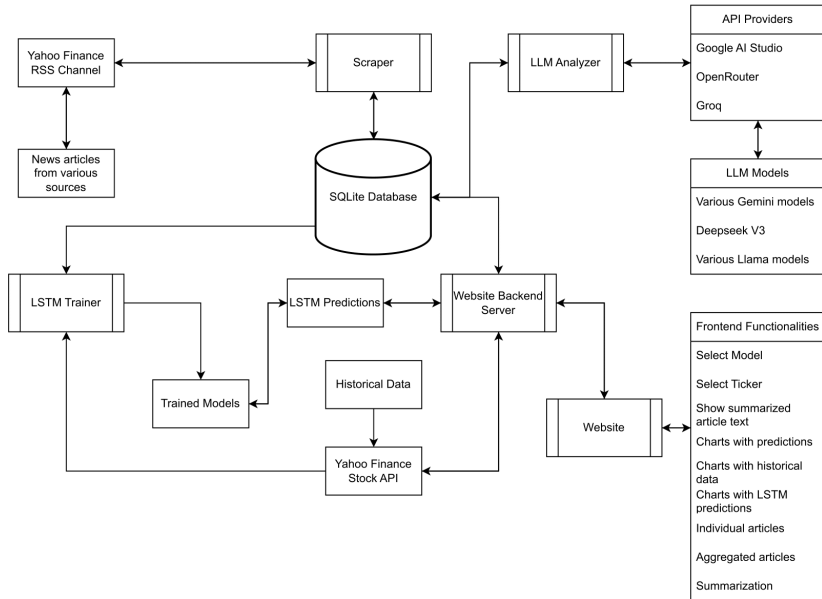 Yahoo Finance
RSS Channel
News articles
from various
sources
Scraper
SQLite Database
LLM Analyzer
API Providers
Google AI Studio
OpenRouter
Groq
LLM Models
Various Gemini models
Deepseek V3
Various Llama models
LSTM Trainer
Trained Models
LSTM Predictions
Website Backend
Server
Historical Data
Yahoo Finance
Stock API
Website
Frontend Functionalities
Select Model
Select Ticker
Show summarized
article text
Charts with predictions
Charts with historical
data
Charts with LSTM
predictions
Individual articles
Aggregated articles
Summarization